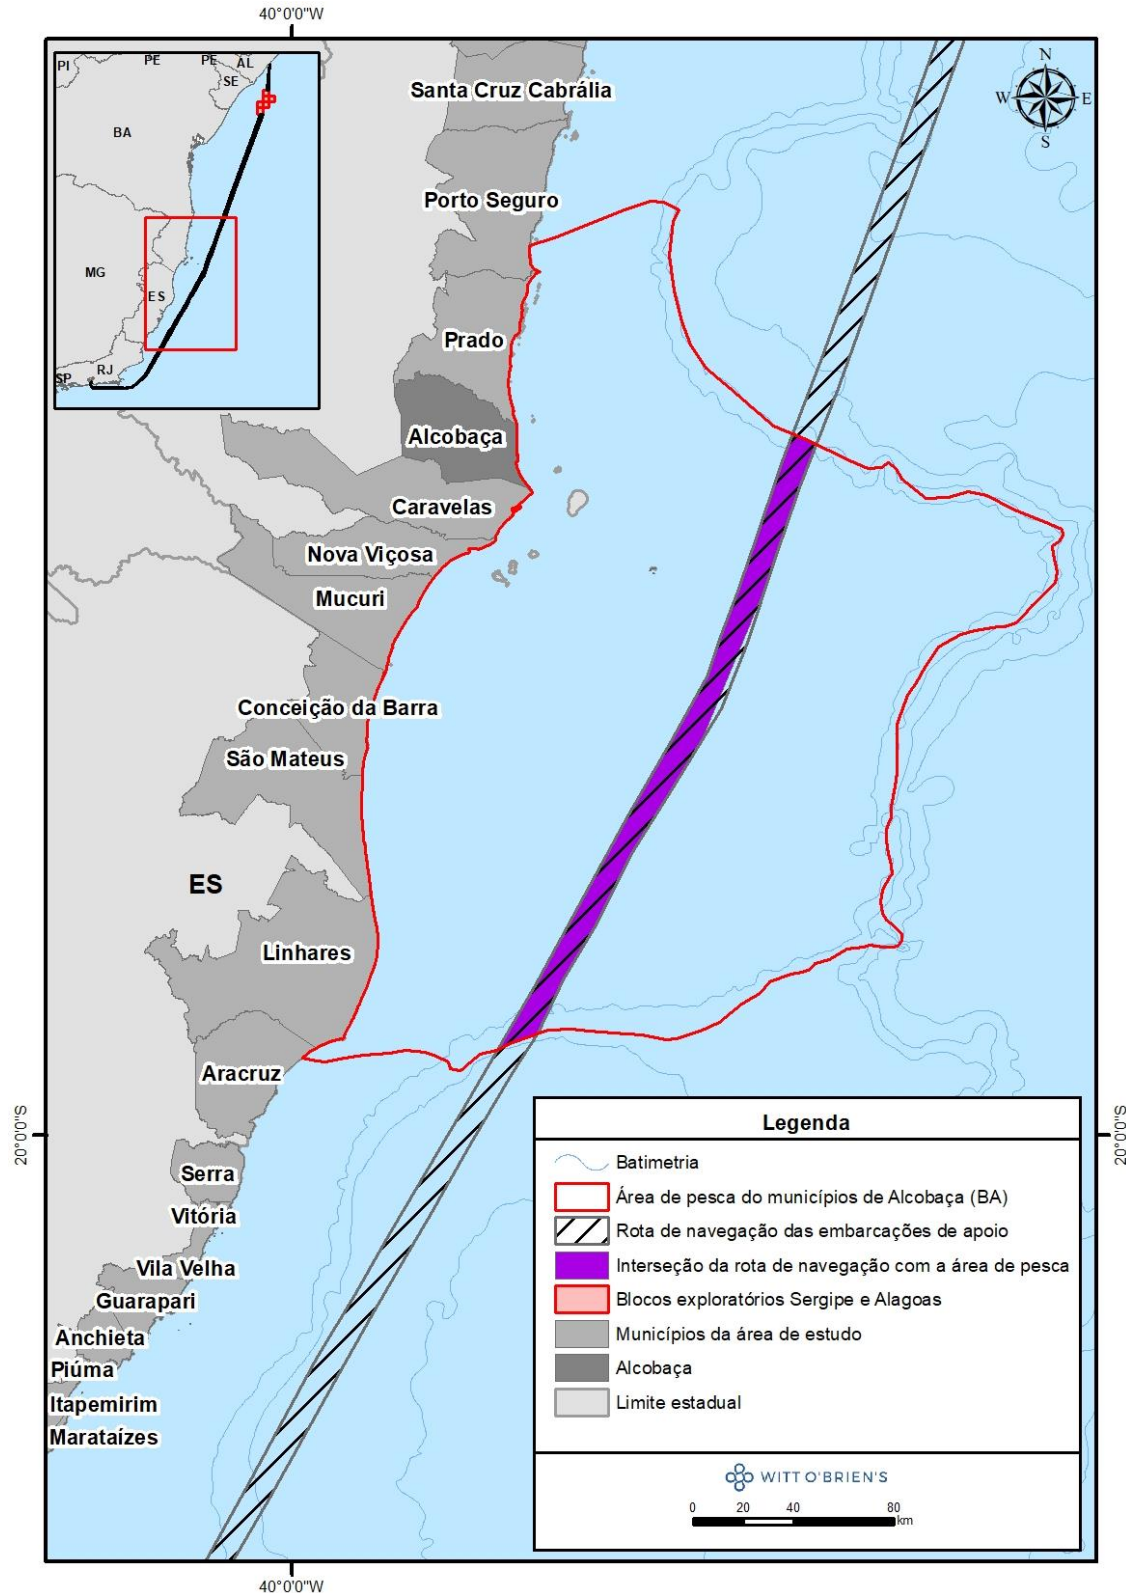 40°0'0"W
PI
PE
PE
AL
SE
BA
MG
ES
RJ
SP
N
W
E
S
Santa Cruz Cabrália
Porto Seguro
Prado
Alcobaça
Caravelas
Nova Viçosa
Mucuri
Conceição da Barra
São Mateus
ES
Linhares
Aracruz
20°0'0"S
20°0'0"S
Serra
Vitória
Vila Velha
Guarapari
Anchieta
Piúma
Itapemirim
Marataízes
Legenda
Batimetria
Área de pesca do municípios de Alcobaça (BA)
Rota de navegação das embarcações de apoio
Interseção da rota de navegação com a área de pesca
Blocos exploratórios Sergipe e Alagoas
Municípios da área de estudo
Alcobaça
Limite estadual
WITT O'BRIEN'S
0 20 40 80
km
40°0'0"W